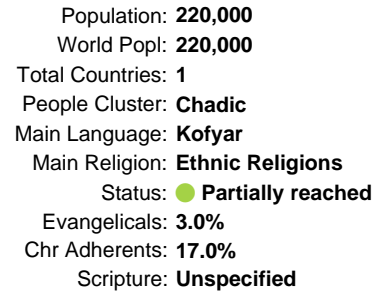 Population: 220,000
World Popl: 220,000
Total Countries: 1
People Cluster: Chadic
Main Language: Kofyar
Main Religion: Ethnic Religions
Status: Partially reached
Evangelicals: 3.0%
Chr Adherents: 17.0%
Scripture: Unspecified